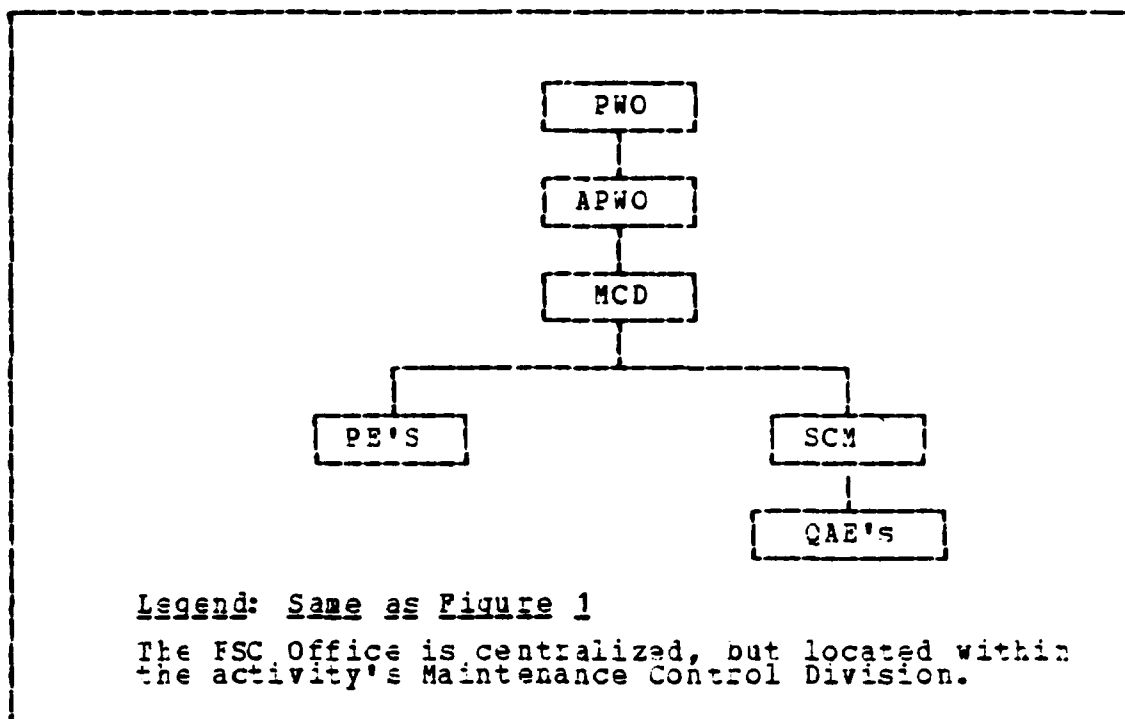 PWO
APWO
MCD
PE'S SCM
QAE's
Legend: Same as Figure 1
The FSC Office is centralized, but located within
the activity's Maintenance Control Division.